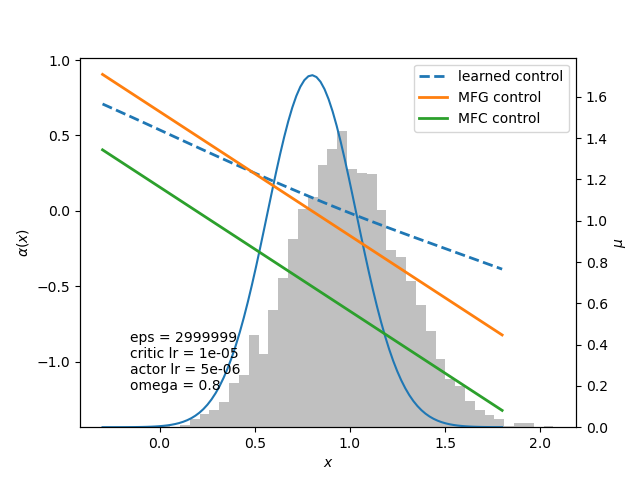 learned control
MFG control
MFC control
eps = 2999999
critic lr = 1e-05
actor lr = 5e-06
omega = 0.8
α(x)
1.0
0.5
0.0
−0.5
−1.0
0.0
0.5
1.0
1.5
2.0
x
1.6
1.4
1.2
1.0
0.8
0.6
0.4
0.2
0.0
μ